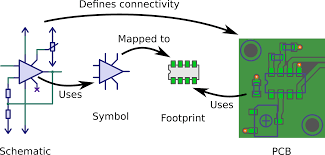 Defines connectivity
Mapped to
Uses
Uses
Symbol
Footprint
Schematic
PCB